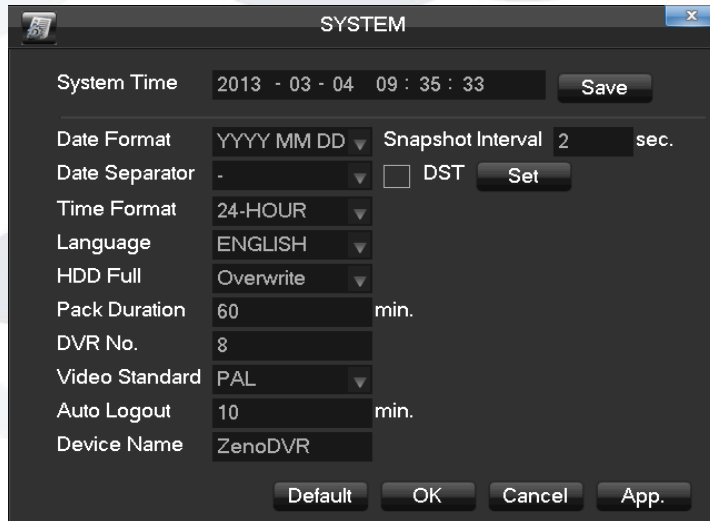 SYSTEM
x
System Time 2013 - 03 - 04 09 : 35 : 33 Save
Date Format YYYY MM DD Snapshot Interval 2 sec.
Date Separator - DST Set
Time Format 24-HOUR
Language ENGLISH
HDD Full Overwrite
Pack Duration 60 min.
DVR No. 8
Video Standard PAL
Auto Logout 10 min.
Device Name ZenoDVR
Default OK Cancel App.